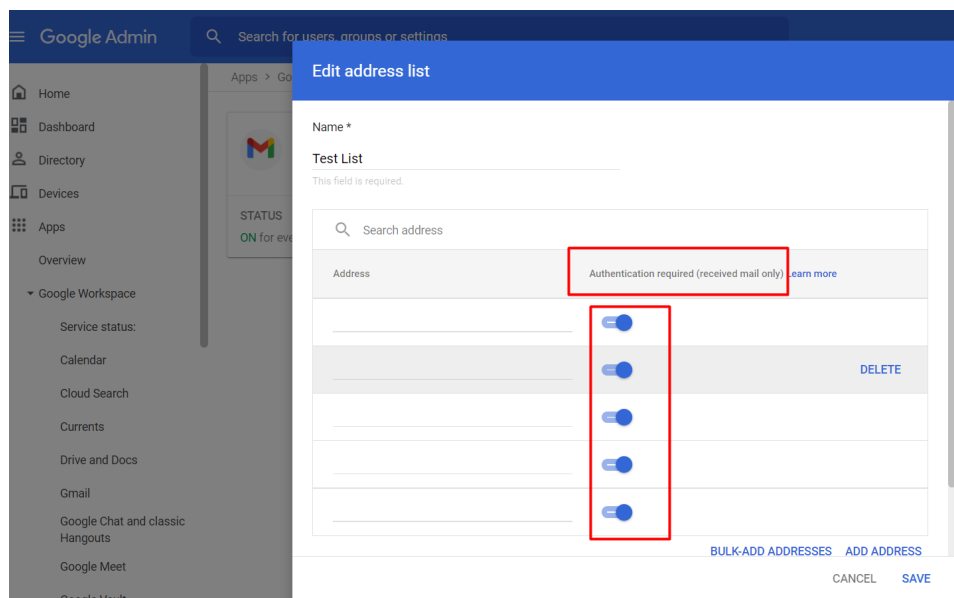 Google Admin
Search for users, groups or settings
Home
Dashboard
Directory
Devices
Apps
Overview
Google Workspace
Service status:
Calendar
Cloud Search
Currents
Drive and Docs
Gmail
Google Chat and classic
Hangouts
Google Meet
Google Vault
Apps > Go
STATUS
ON for eve
Edit address list
Name *
Test List
This field is required.
Search address
Address Authentication required (received mail only) Learn more
DELETE
BULK-ADD ADDRESSES ADD ADDRESS
CANCEL SAVE